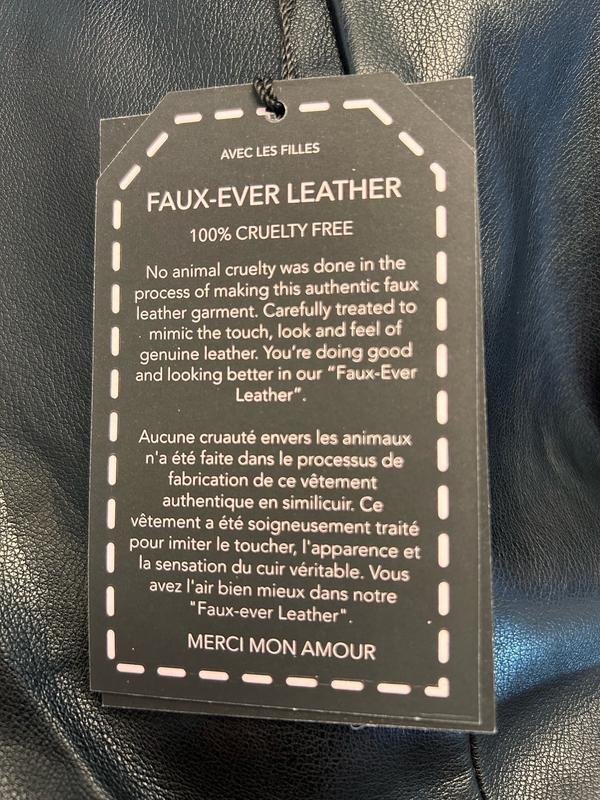 AVEC LES FILLES
FAUX-EVER LEATHER
100% CRUELTY FREE
No animal cruelty was done in the
process of making this authentic faux
leather garment. Carefully treated to
mimic the touch, look and feel of
genuine leather. You're doing good
and looking better in our “Faux-Ever
Leather”.
Aucune cruauté envers les animaux
n'a été faite dans le processus de
fabrication de ce vêtement
authentique en similicuir. Ce
vêtement a été soigneusement traité
pour imiter le toucher, l'apparence et
la sensation du cuir véritable. Vous
avez l'air bien mieux dans notre
"Faux-ever Leather".
MERCI MON AMOUR